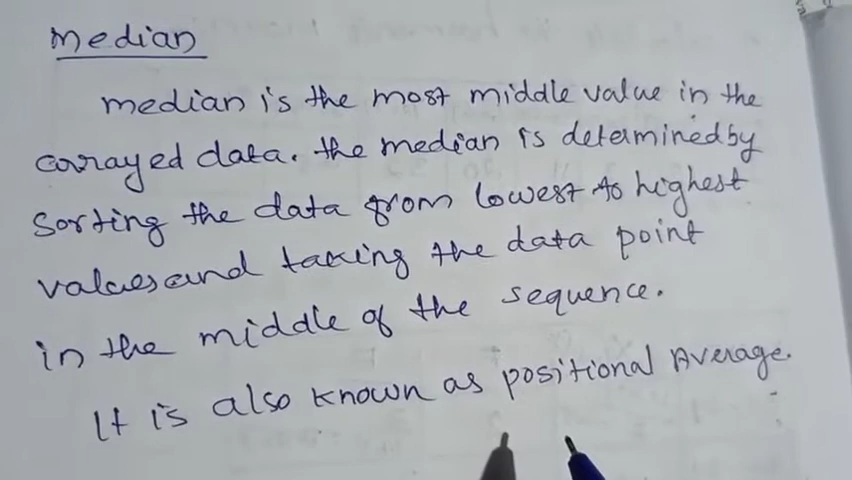 Median
median is the most middle value in the
arrayed data. the median is determined by
Sorting the data from lowest to highest
values and taking the data point
in the middle of the sequence.
It is also known as positional Average.